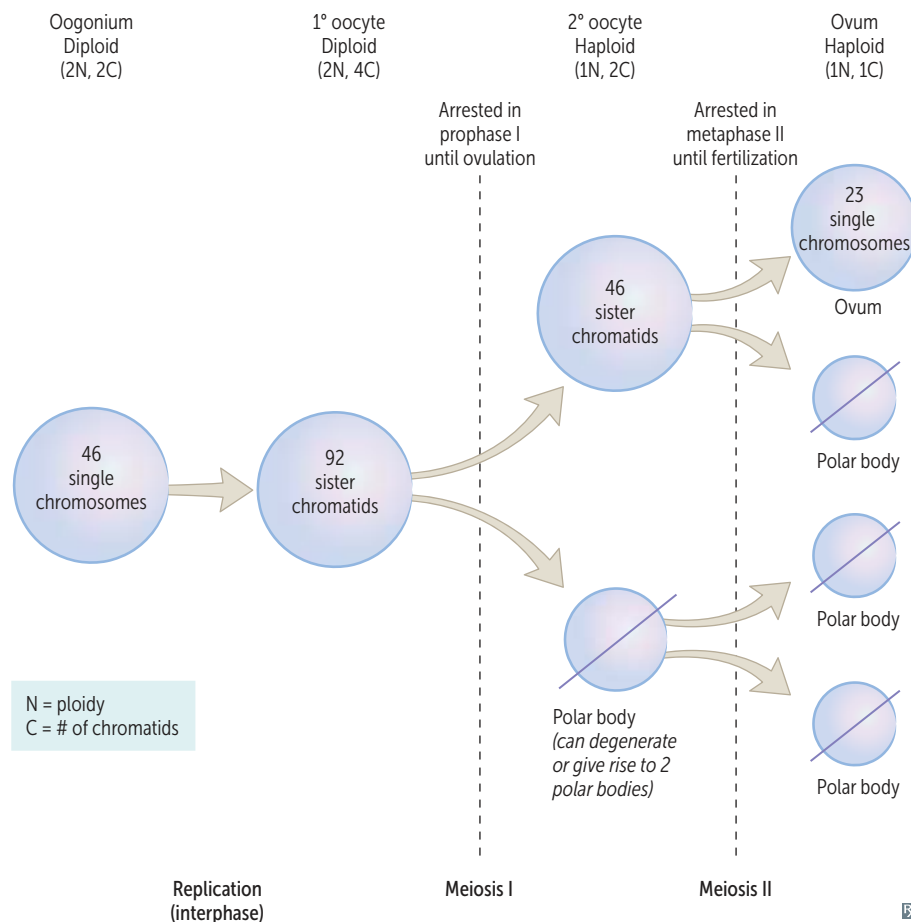 Oogonium
Diploid
(2N, 2C)
1° oocyte
Diploid
(2N, 4C)
2° oocyte
Haploid
(1N, 2C)
Ovum
Haploid
(1N, 1C)
Arrested in
prophase I
until ovulation
Arrested in
metaphase II
until fertilization
46
single
chromosomes
92
sister
chromatids
46
sister
chromatids
23
single
chromosomes
Ovum
Polar body
Polar body
(can degenerate
or give rise to 2
polar bodies)
Polar body
Polar body
N = ploidy
C = # of chromatids
Replication
(interphase)
Meiosis I
Meiosis II